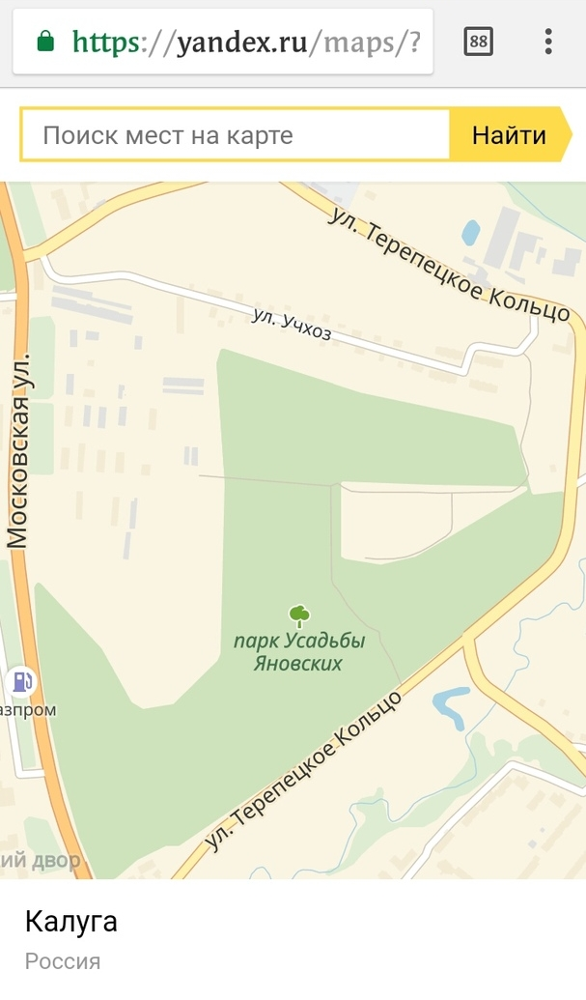 https://yandex.ru/maps/?
88
Поиск мест на карте
Найти
ул. Терепецкое Кольцо
ул. Учхоз
Московская ул.
парк Усадьбы
Яновских
азпром
ул. Терепецкое Кольцо
ий двор
Калуга
Россия